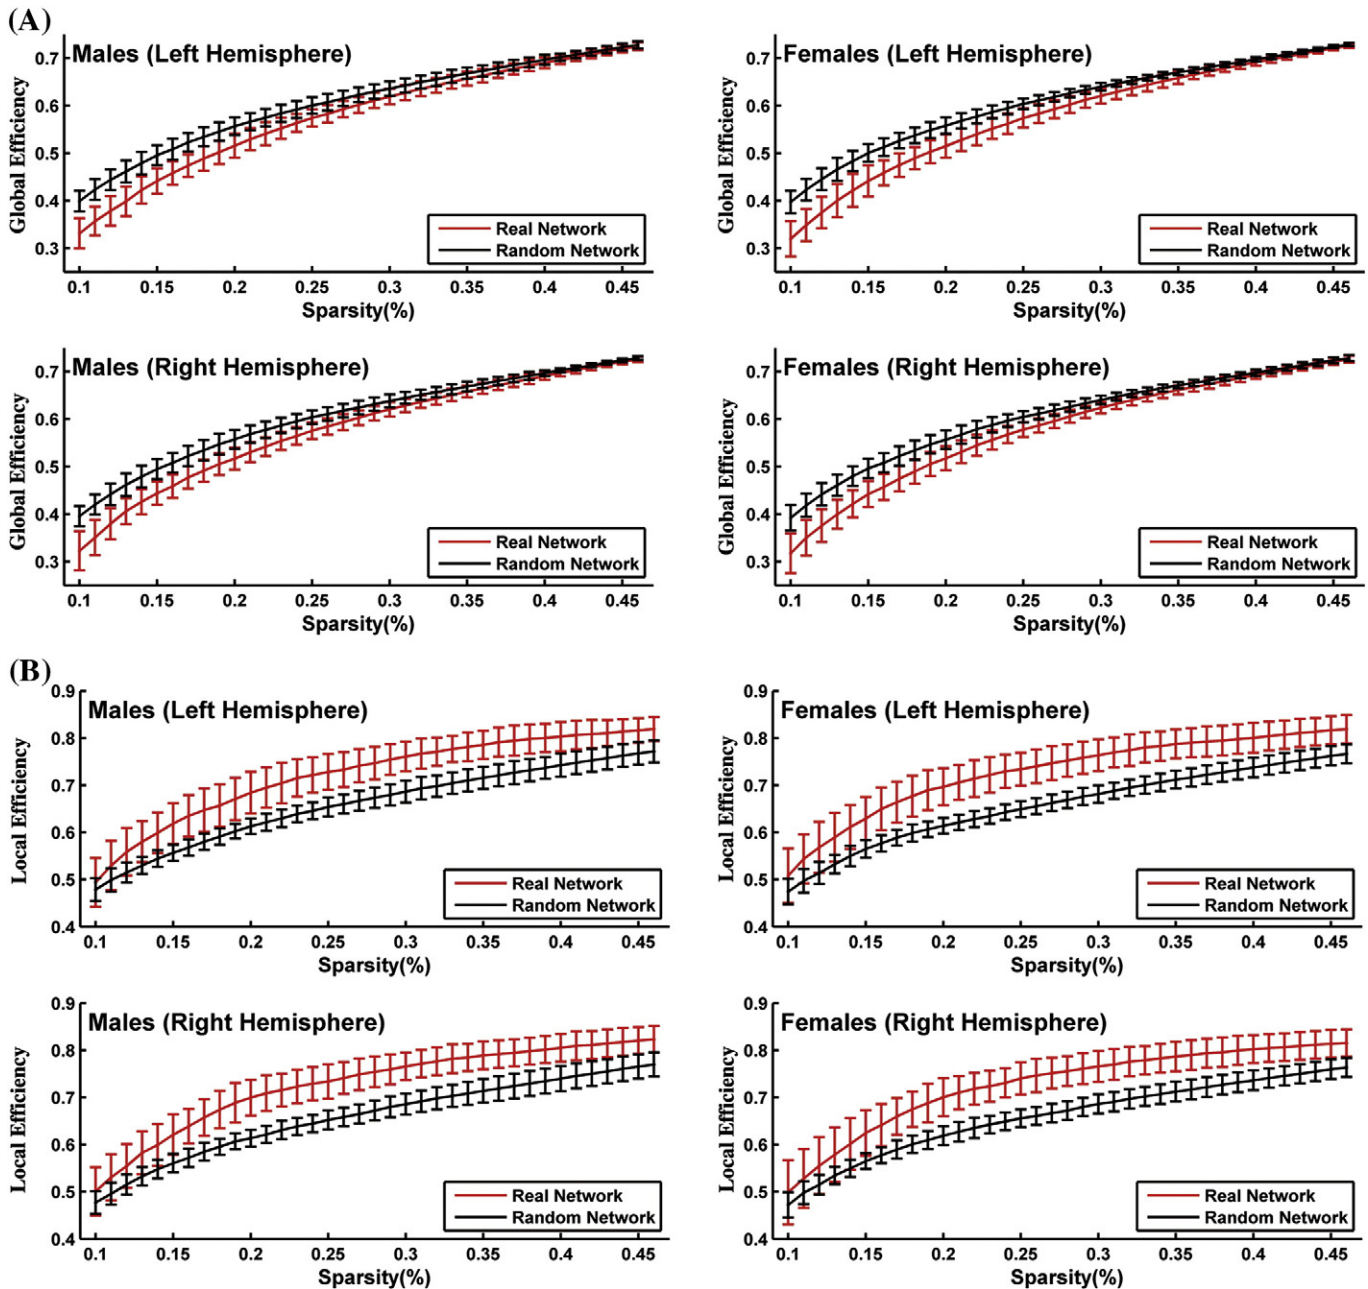 (A)
Males (Left Hemisphere)
Global Efficiency
0.7
0.6
0.5
0.4
0.3
Real Network
Random Network
0.1 0.15 0.2 0.25 0.3 0.35 0.4 0.45
Sparsity(%)
Females (Left Hemisphere)
Global Efficiency
0.7
0.6
0.5
0.4
0.3
Real Network
Random Network
0.1 0.15 0.2 0.25 0.3 0.35 0.4 0.45
Sparsity(%)
Males (Right Hemisphere)
Global Efficiency
0.7
0.6
0.5
0.4
0.3
Real Network
Random Network
0.1 0.15 0.2 0.25 0.3 0.35 0.4 0.45
Sparsity(%)
Females (Right Hemisphere)
Global Efficiency
0.7
0.6
0.5
0.4
0.3
Real Network
Random Network
0.1 0.15 0.2 0.25 0.3 0.35 0.4 0.45
Sparsity(%)
(B)
Males (Left Hemisphere)
Local Efficiency
0.9
0.8
0.7
0.6
0.5
0.4
Real Network
Random Network
0.1 0.15 0.2 0.25 0.3 0.35 0.4 0.45
Sparsity(%)
Females (Left Hemisphere)
Local Efficiency
0.9
0.8
0.7
0.6
0.5
0.4
Real Network
Random Network
0.1 0.15 0.2 0.25 0.3 0.35 0.4 0.45
Sparsity(%)
Males (Right Hemisphere)
Local Efficiency
0.9
0.8
0.7
0.6
0.5
0.4
Real Network
Random Network
0.1 0.15 0.2 0.25 0.3 0.35 0.4 0.45
Sparsity(%)
Females (Right Hemisphere)
Local Efficiency
0.9
0.8
0.7
0.6
0.5
0.4
Real Network
Random Network
0.1 0.15 0.2 0.25 0.3 0.35 0.4 0.45
Sparsity(%)